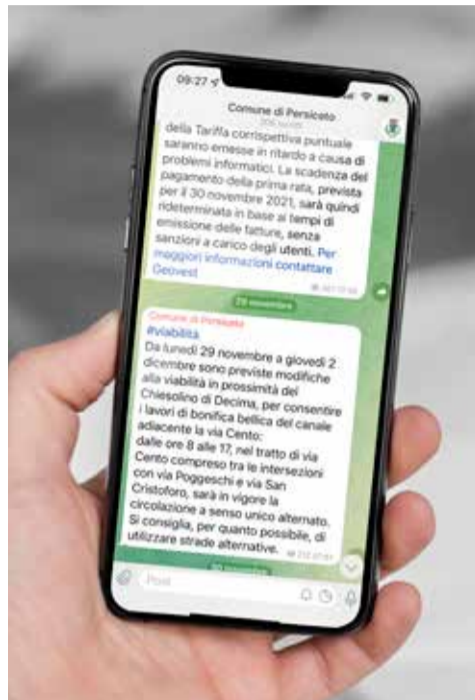 09:27
Comune di Persiceto
della Tariffa corrispettiva puntuale
saranno emesse in ritardo a causa di
problemi informatici. La scadenza del
pagamento della prima rata, prevista
per il 30 novembre 2021, sarà quindi
rideterminata in base ai tempi di
emissione delle fatture, senza
sanzioni a carico degli utenti. Per
maggiori informazioni contattare
Geovest
29 novembre
Comune di Persiceto
#viabilità
Da lunedì 29 novembre a giovedì 2
dicembre sono previste modifiche
alla viabilità in prossimità del
Chiesolino di Decima, per consentire
i lavori di bonifica bellica del canale
adiacente la via Cento:
dalle ore 8 alle 17, nel tratto di via
Cento compreso tra le intersezioni
con via Poggeschi e via San
Cristoforo, sarà in vigore la
circolazione a senso unico alternato.
Si consiglia, per quanto possibile, di
utilizzare strade alternative.
30 novembre
Post